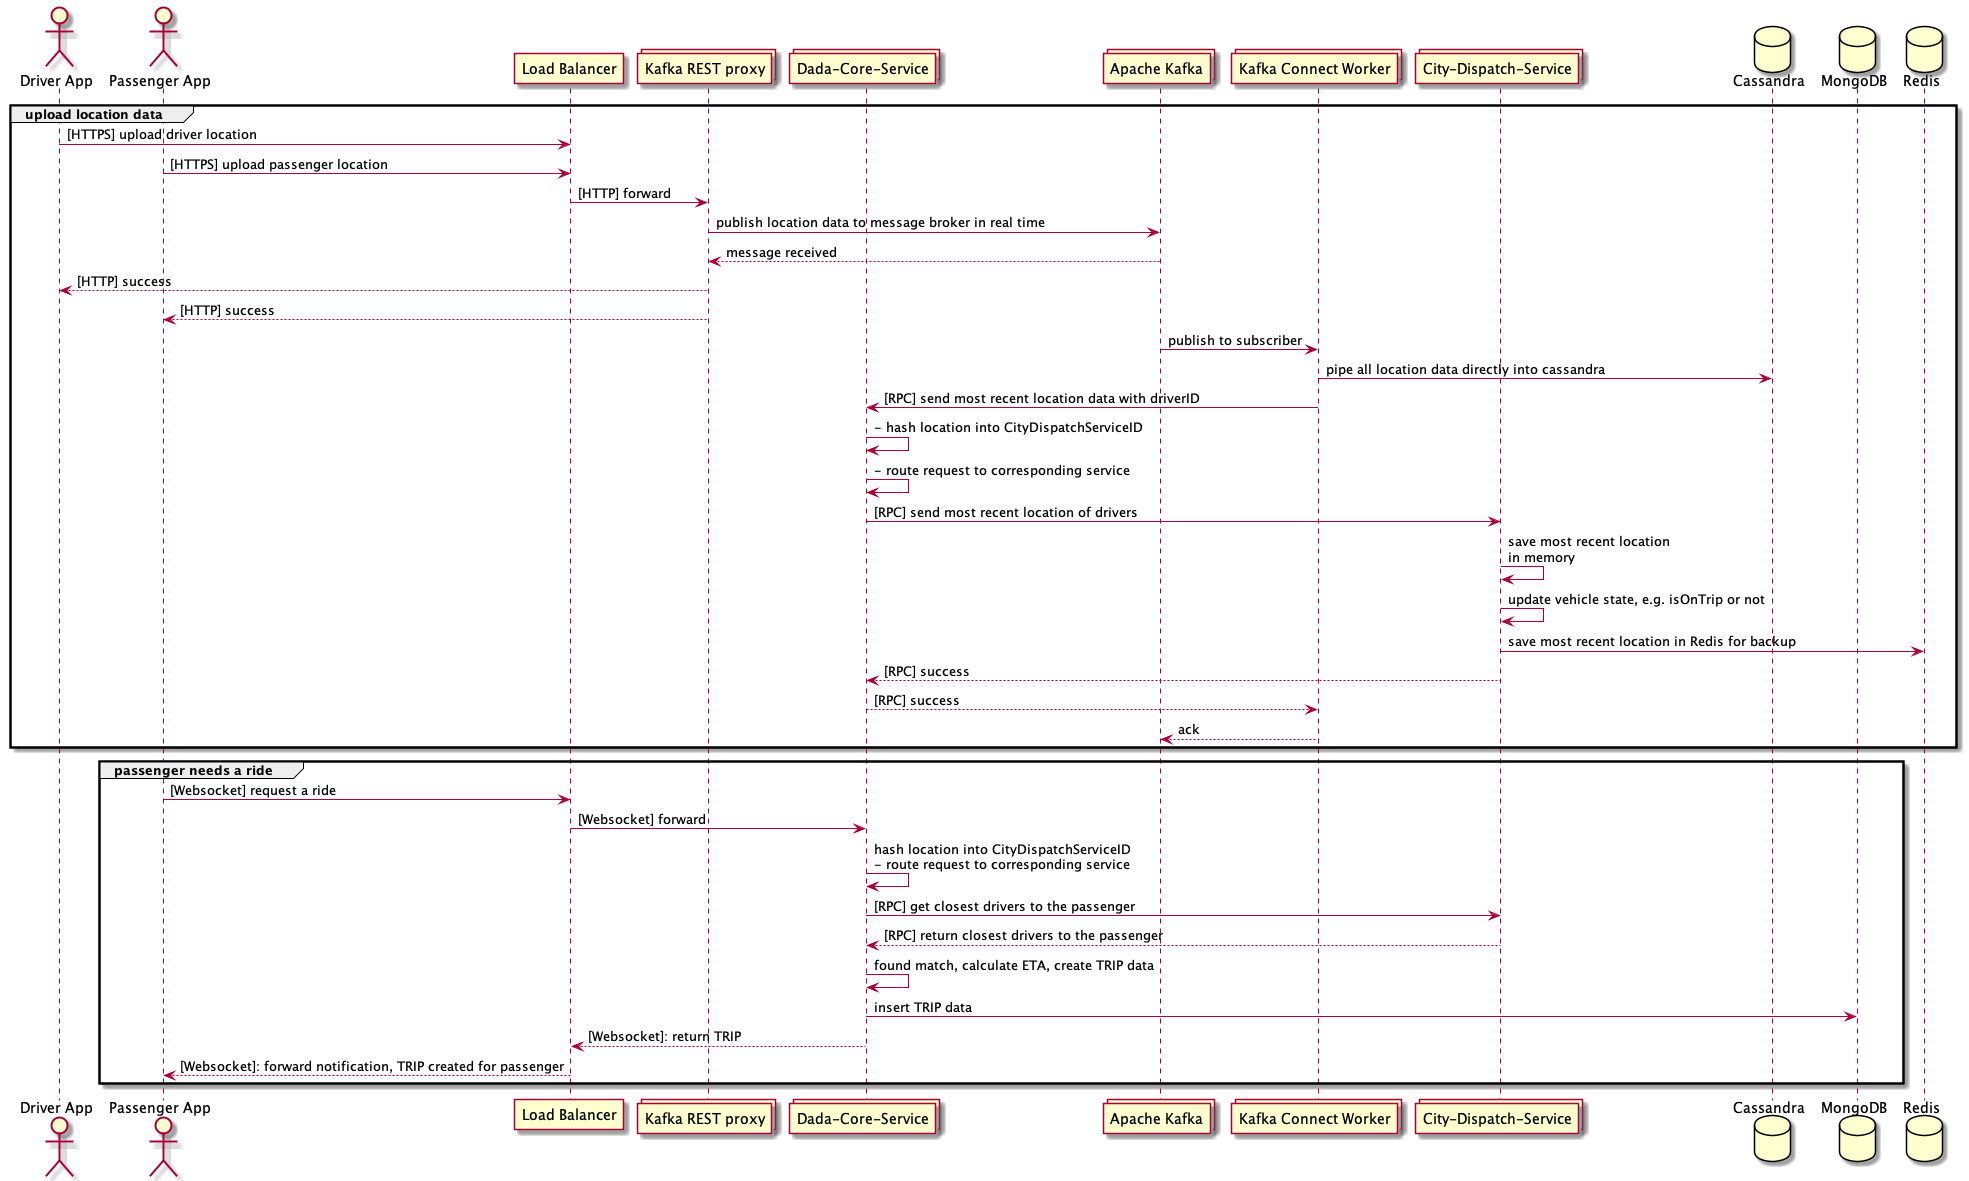 Driver App
Passenger App
Load Balancer
Kafka REST proxy
Dada-Core-Service
Apache Kafka
Kafka Connect Worker
City-Dispatch-Service
Cassandra
MongoDB
Redis
upload location data
[HTTPS] upload driver location
[HTTPS] upload passenger location
[HTTP] forward
publish location data to message broker in real time
message received
[HTTP] success
[HTTP] success
publish to subscriber
pipe all location data directly into cassandra
[RPC] send most recent location data with driverID
- hash location into CityDispatchServiceID
- route request to corresponding service
[RPC] send most recent location of drivers
save most recent location
in memory
update vehicle state, e.g. isOnTrip or not
save most recent location in Redis for backup
[RPC] success
[RPC] success
ack
passenger needs a ride
[Websocket] request a ride
[Websocket] forward
hash location into CityDispatchServiceID
- route request to corresponding service
[RPC] get closest drivers to the passenger
[RPC] return closest drivers to the passenger
found match, calculate ETA, create TRIP data
insert TRIP data
[Websocket]: return TRIP
[Websocket]: forward notification, TRIP created for passenger
Driver App
Passenger App
Load Balancer
Kafka REST proxy
Dada-Core-Service
Apache Kafka
Kafka Connect Worker
City-Dispatch-Service
Cassandra
MongoDB
Redis